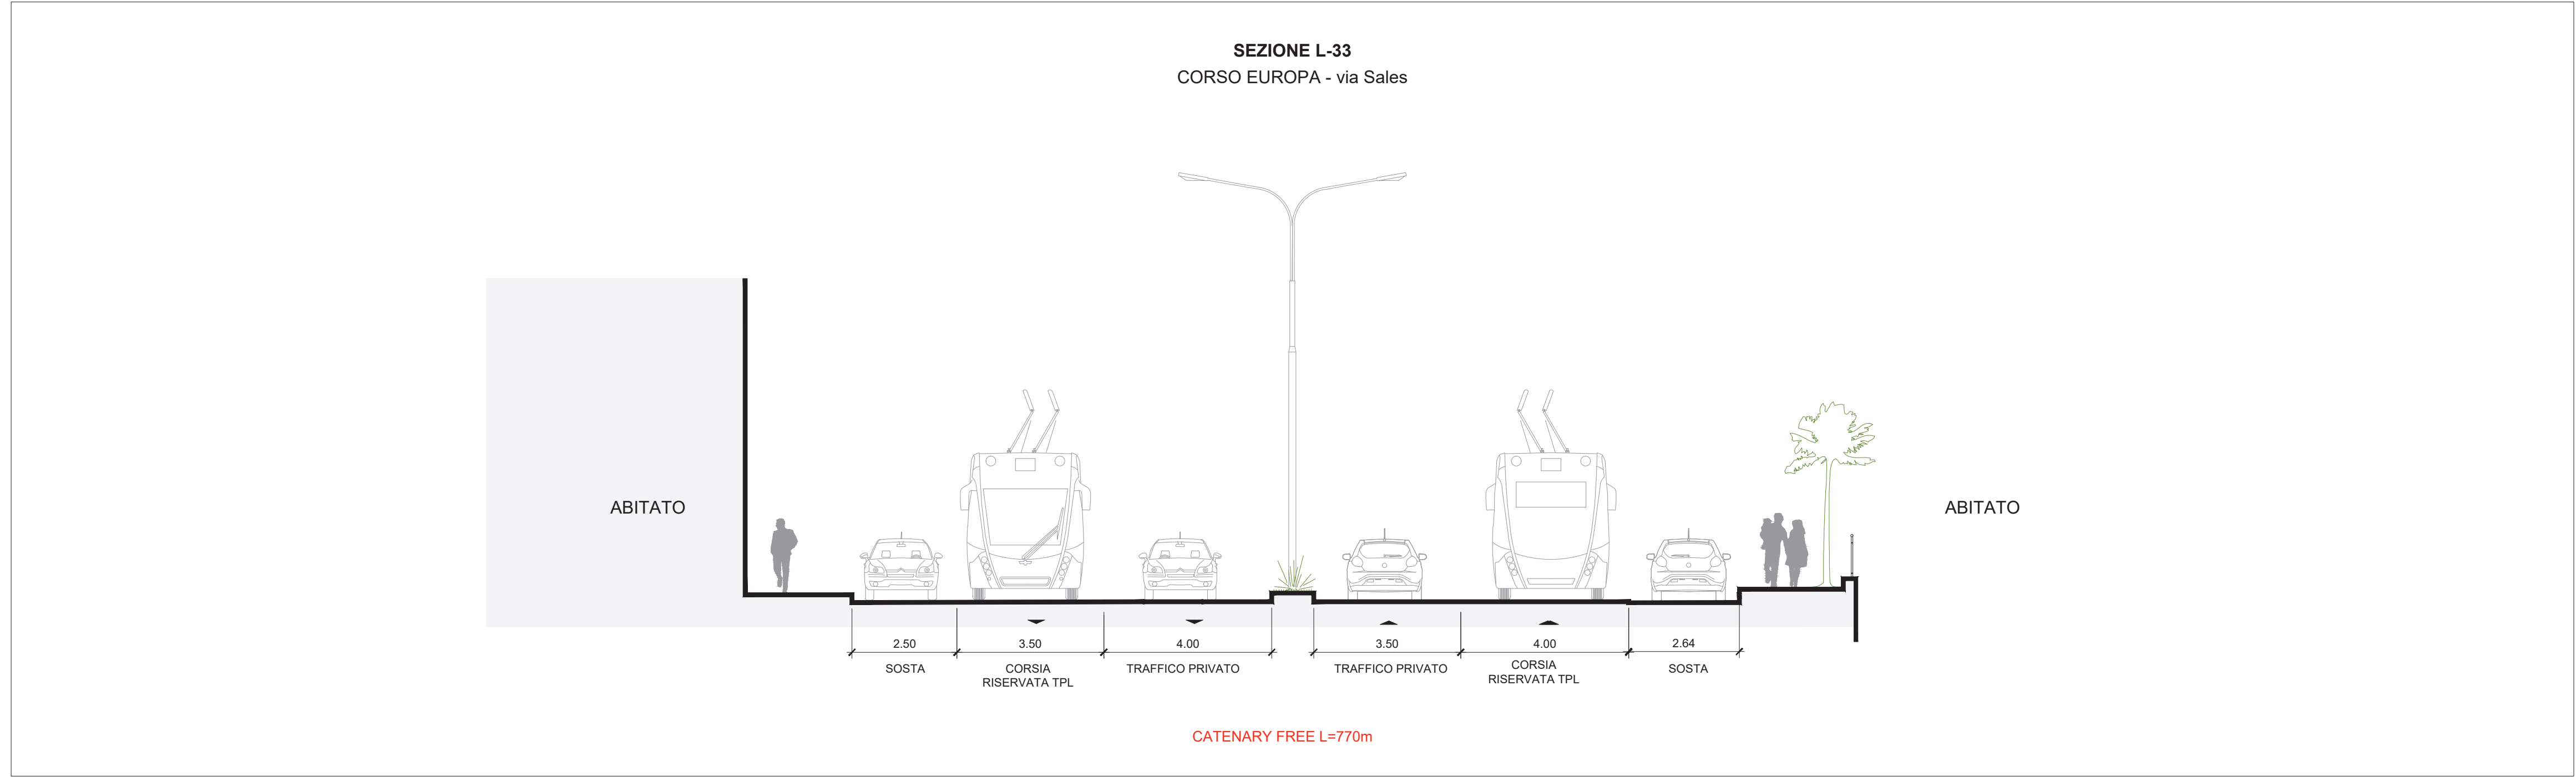 SEZIONE L-33
CORSO EUROPA - via Sales
ABITATO
ABITATO
2.50
3.50
4.00
3.50
4.00
2.64
SOSTA
CORSIA
RISERVATA TPL
TRAFFICO PRIVATO
TRAFFICO PRIVATO
CORSIA
RISERVATA TPL
SOSTA
CATENARY FREE L=770m